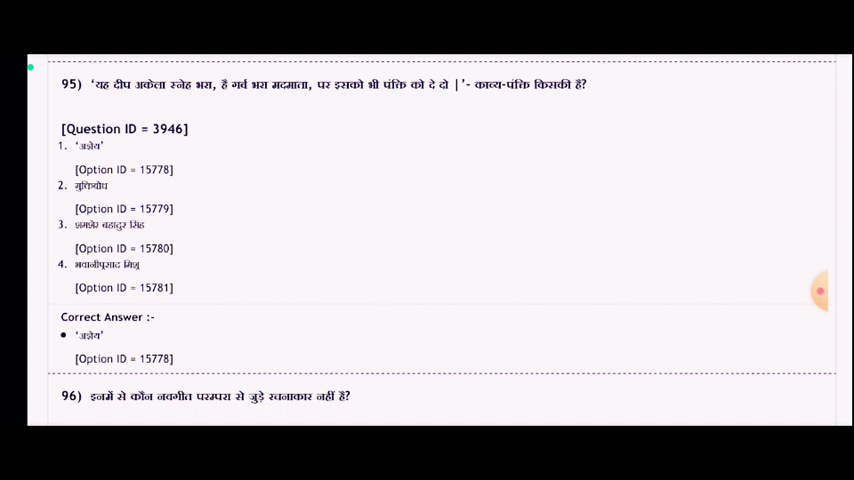 95) ‘यह दीप अकेला स्नेह भरा, है गर्व भरा मदमाता, पर इसको भी पंक्ति को दे दो |’- काव्य-पंक्ति किसकी है?
[Question ID = 3946]
1. ‘अज्ञेय’
[Option ID = 15778]
2. मुक्तिबोध
[Option ID = 15779]
3. शमशेर बहादुर सिंह
[Option ID = 15780]
4. भवानीप्रसाद मिश्र
[Option ID = 15781]
Correct Answer :-
• ‘अज्ञेय’
[Option ID = 15778]
96) इनमें से कौन नवगीत परम्परा से जुड़े रचनाकार नहीं है?